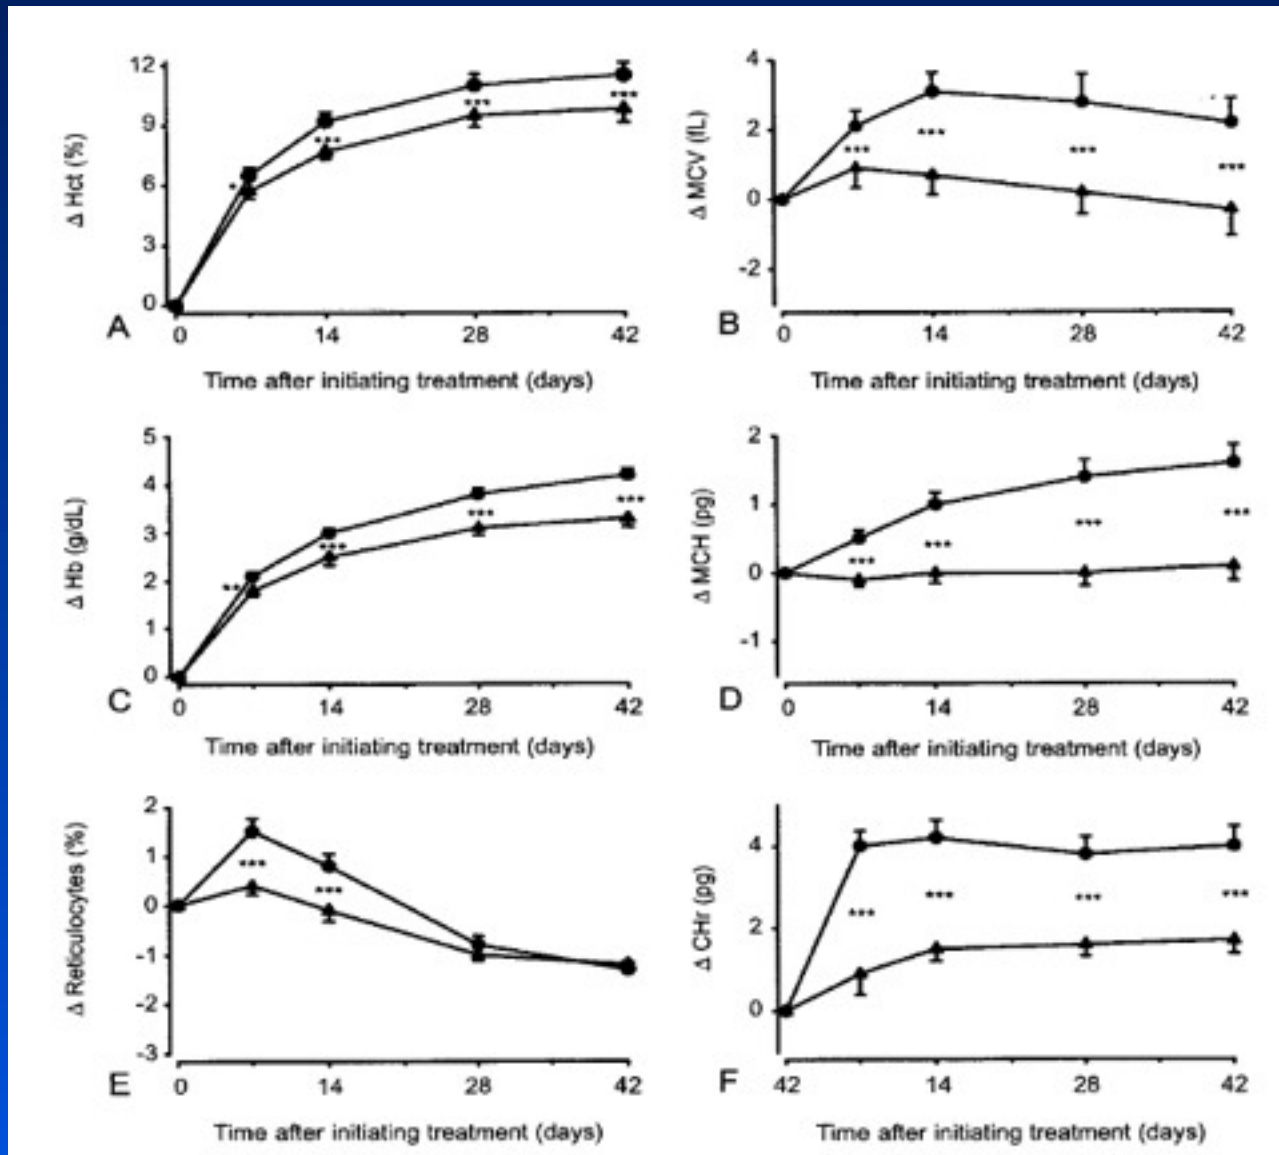 Δ Hct (%)
12
9
6
3
0
*
***
***
***
A
0 14 28 42
Time after initiating treatment (days)
Δ MCV (fL)
4
2
0
-2
***
***
***
***
B
0 14 28 42
Time after initiating treatment (days)
Δ Hb (g/dL)
5
4
3
2
1
0
***
***
***
C
0 14 28 42
Time after initiating treatment (days)
Δ MCH (pg)
2
1
0
-1
***
***
***
***
D
0 14 28 42
Time after initiating treatment (days)
Δ Reticulocytes (%)
2
1
0
-1
-2
-3
***
***
E
0 14 28 42
Time after initiating treatment (days)
Δ CHr (pg)
4
2
0
***
***
***
***
F
42 14 28 42
Time after initiating treatment (days)